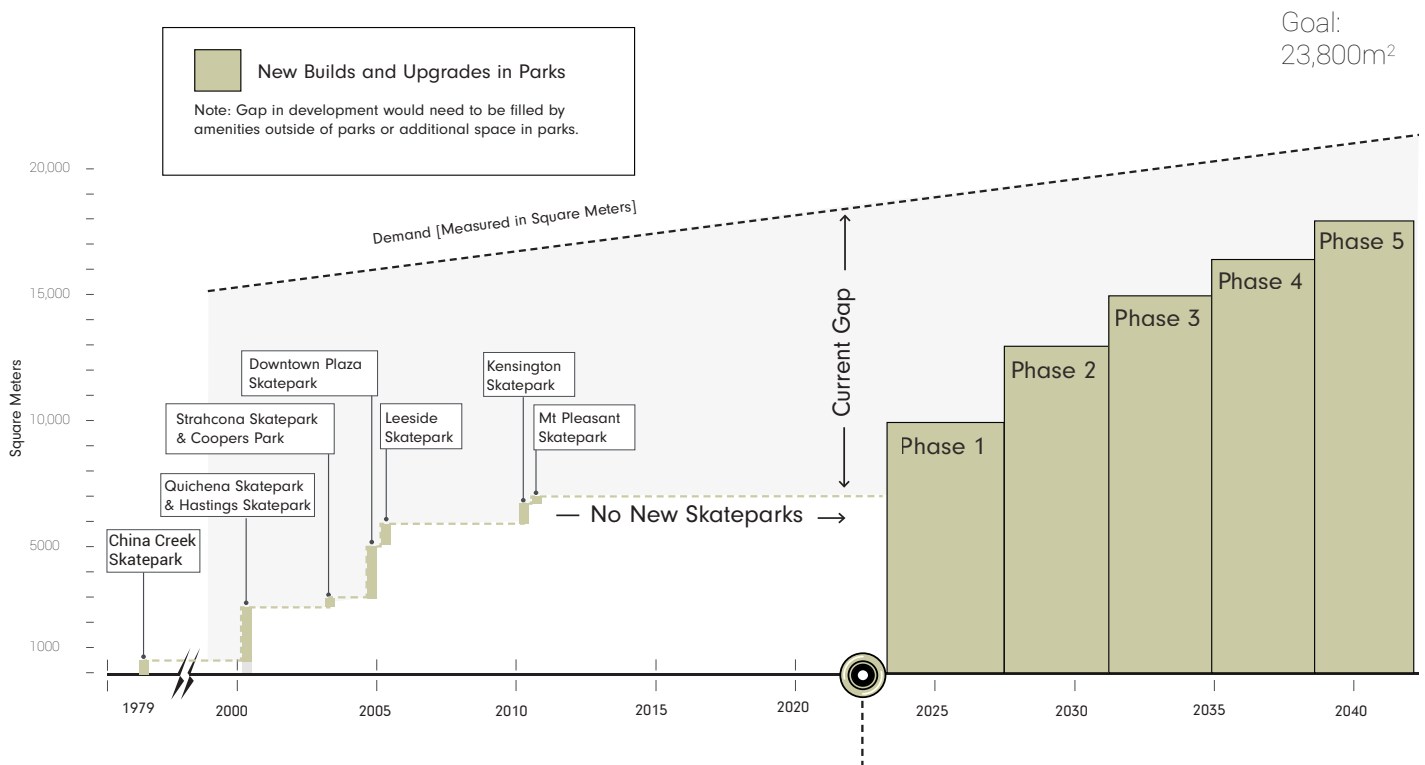 Goal:
23,800m²
New Builds and Upgrades in Parks
Note: Gap in development would need to be filled by
amenities outside of parks or additional space in parks.
20,000
15,000
10,000
5000
1000
Square Meters
Demand [Measured in Square Meters]
Current Gap
Downtown Plaza
Skatepark
Kensington
Skatepark
Strahcona Skatepark
& Coopers Park
Leeside
Skatepark
Mt Pleasant
Skatepark
Quichena Skatepark
& Hastings Skatepark
China Creek
Skatepark
— No New Skateparks →
Phase 1
Phase 2
Phase 3
Phase 4
Phase 5
1979
2000
2005
2010
2015
2020
2025
2030
2035
2040